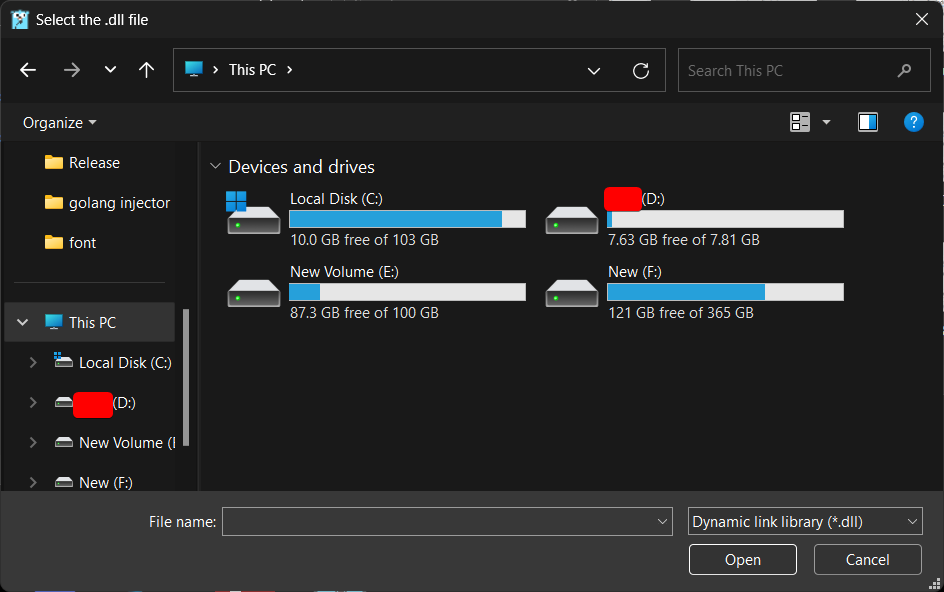 Select the .dll file
This PC
Search This PC
Organize
?
Release
golang injector
font
This PC
Local Disk (C:)
(D:)
New Volume (E
New (F:)
Devices and drives
Local Disk (C:)
10.0 GB free of 103 GB
(D:)
7.63 GB free of 7.81 GB
New Volume (E:)
87.3 GB free of 100 GB
New (F:)
121 GB free of 365 GB
File name:
Dynamic link library (*.dll)
Open
Cancel